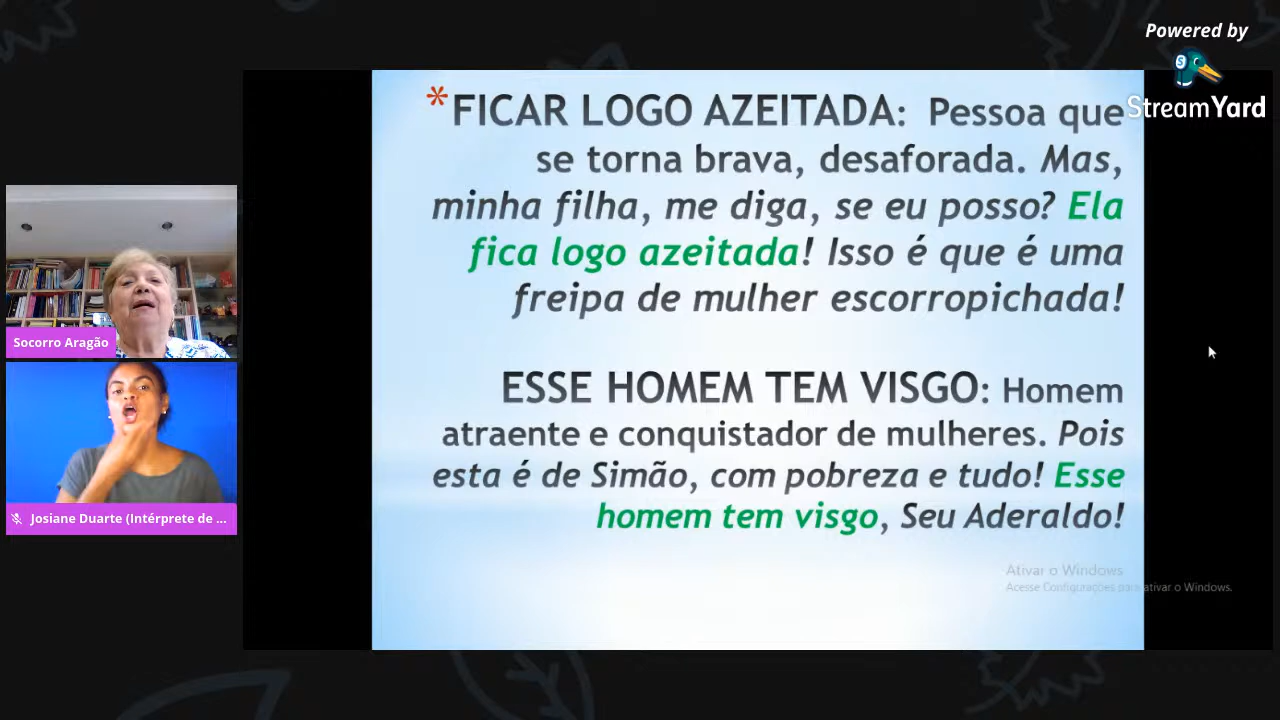 Powered by
StreamYard
*FICAR LOGO AZEITADA: Pessoa que
se torna brava, desaforada. Mas,
minha filha, me diga, se eu posso? Ela
fica logo azeitada! Isso é que é uma
freipa de mulher escorropichada!
ESSE HOMEM TEM VISGO: Homem
atraente e conquistador de mulheres. Pois
esta é de Simão, com pobreza e tudo! Esse
homem tem visgo, Seu Aderaldo!
Ativar o Windows
Acesse Configurações para ativar o Windows.
Socorro Aragão
Josiane Duarte (Intérprete de ...